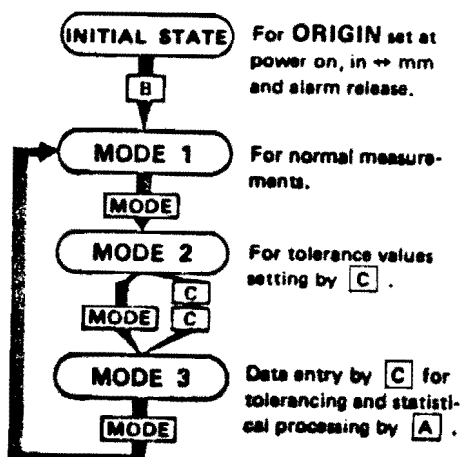 INITIAL STATE
For ORIGIN set at
power on, in ↔ mm
and alarm release.
B
MODE 1
For normal measure-
ments.
MODE
MODE 2
For tolerance values
setting by C .
C
MODE C
MODE 3
Data entry by C for
tolerancing and statisti-
cal processing by A .
MODE